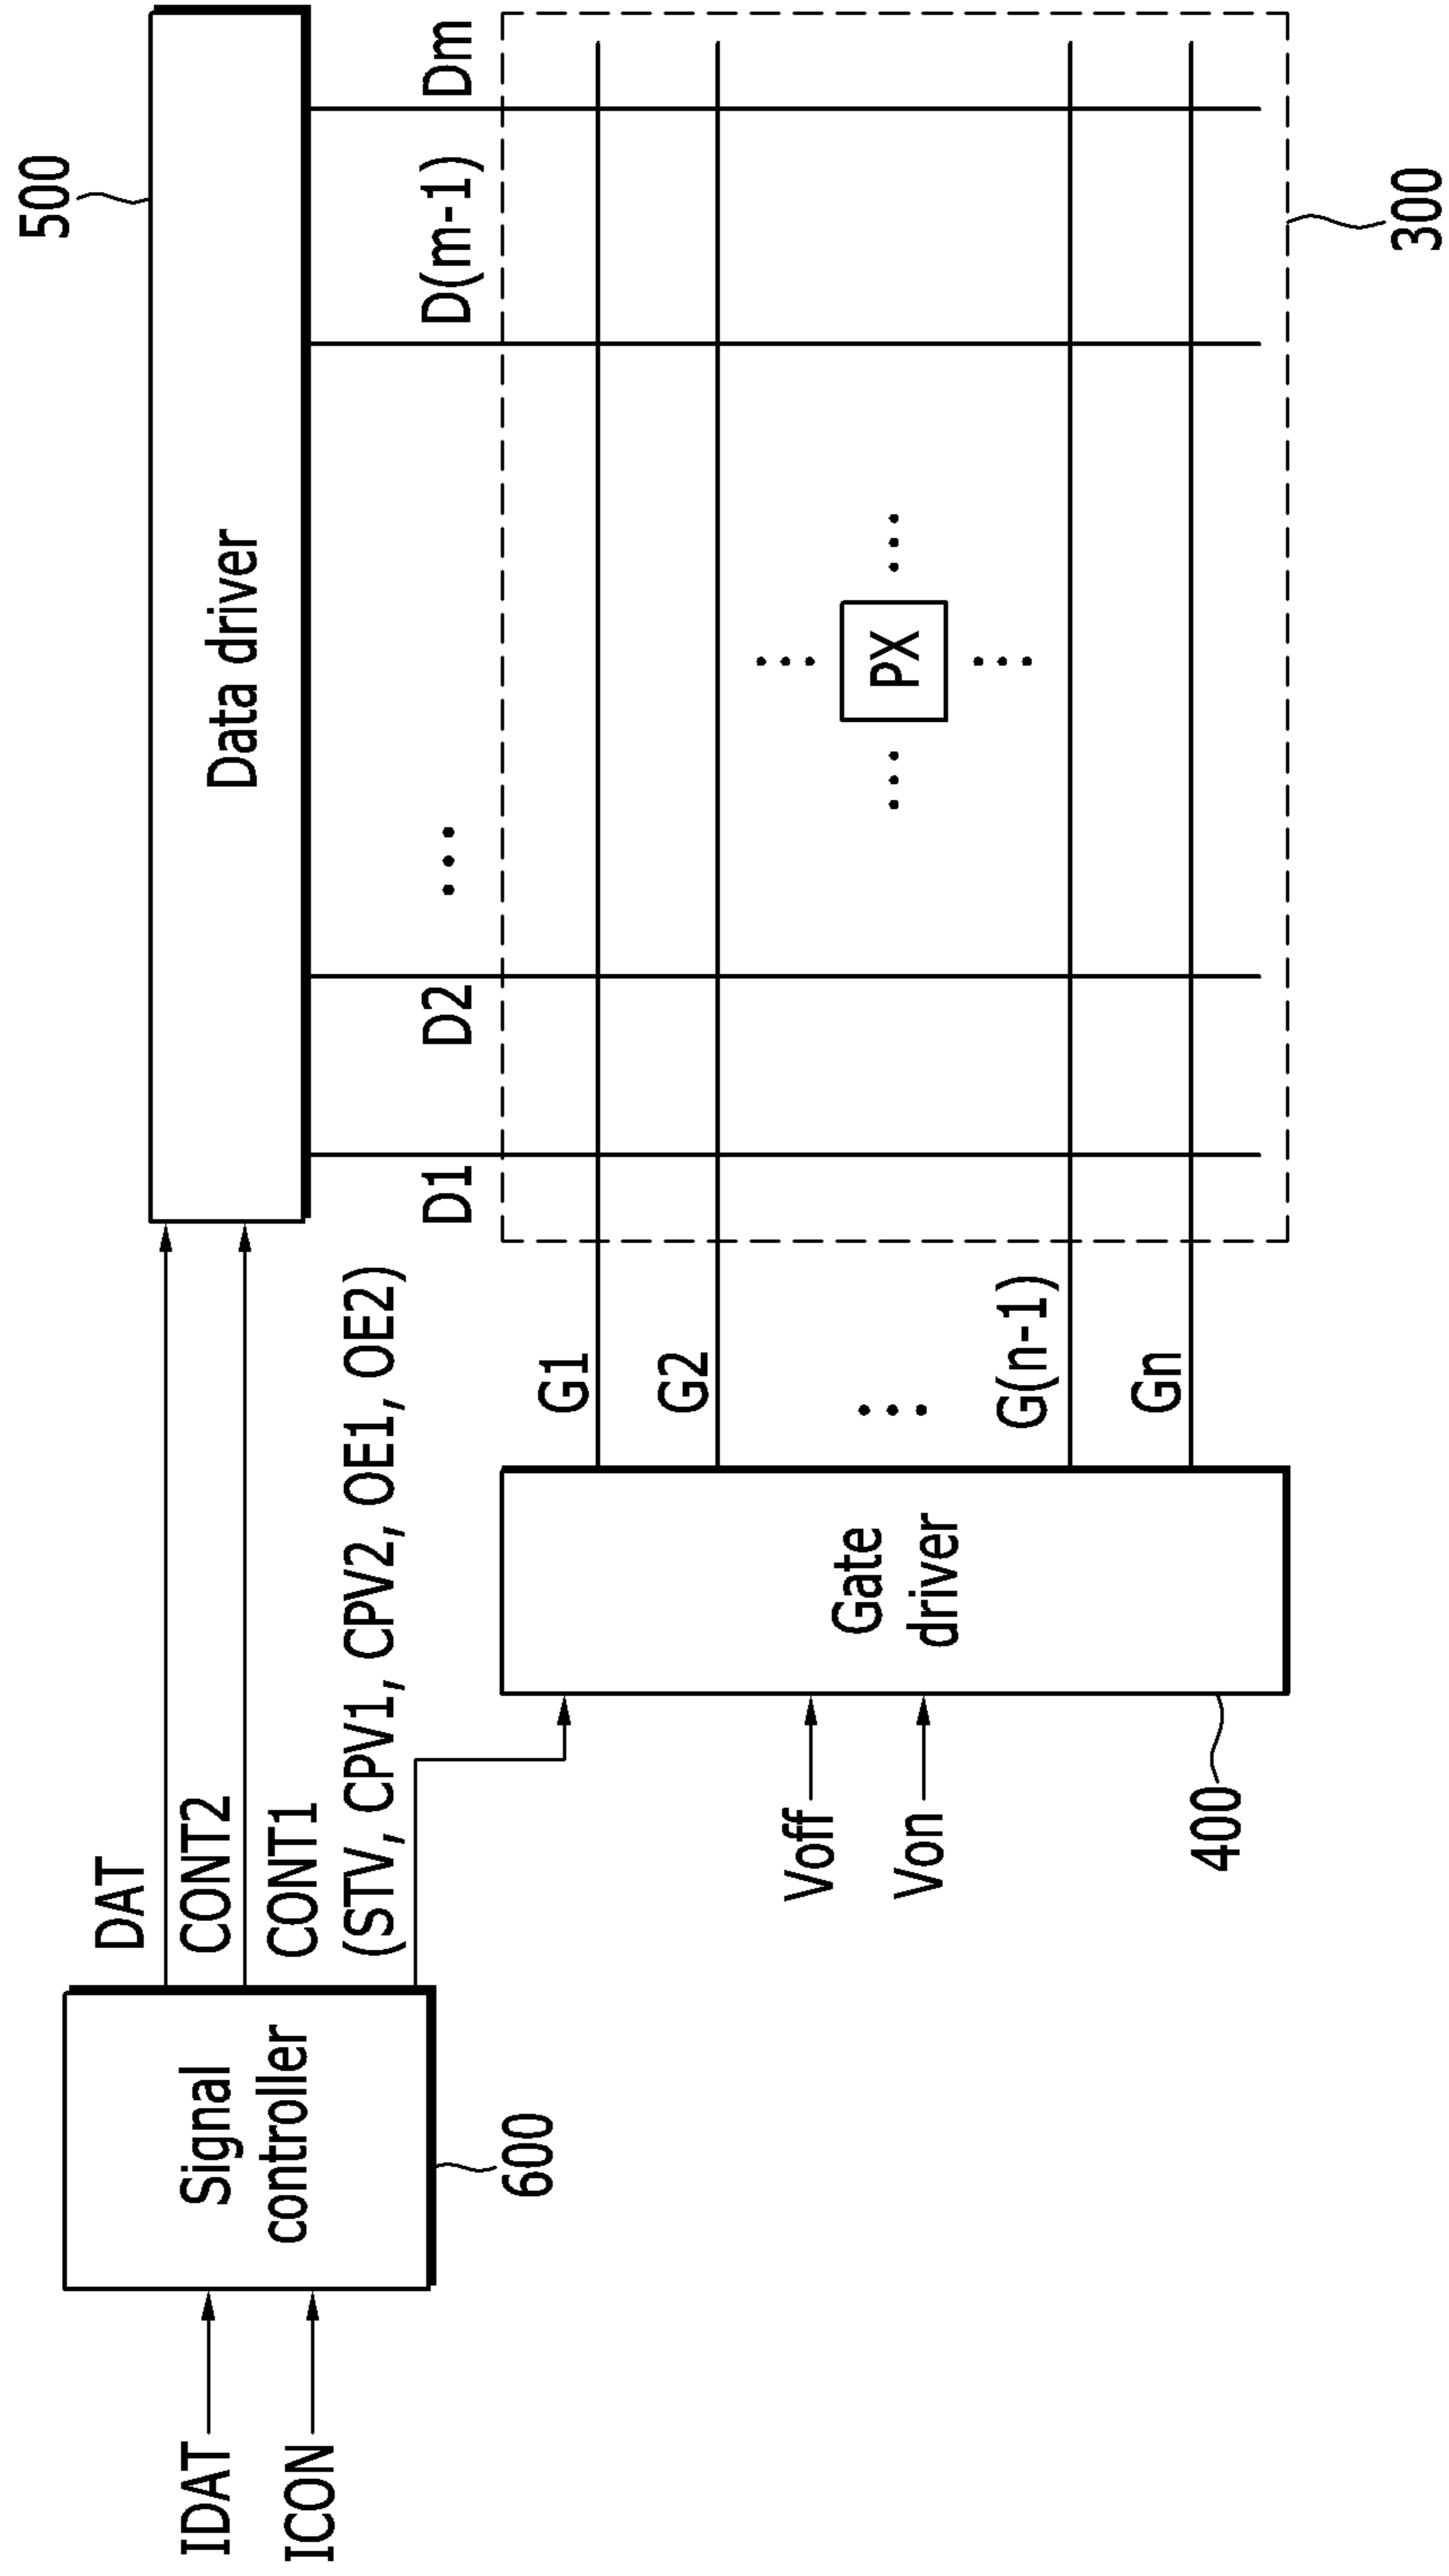 500
Data driver
DAT
CONT2
CONT1
(STV, CPV1, CPV2, OE1, OE2)
IDAT
ICON
Signal
controller
600
D1
D2
D(m-1)
Dm
G1
G2
G(n-1)
Gn
Gate
driver
Voff
Von
400
PX
300